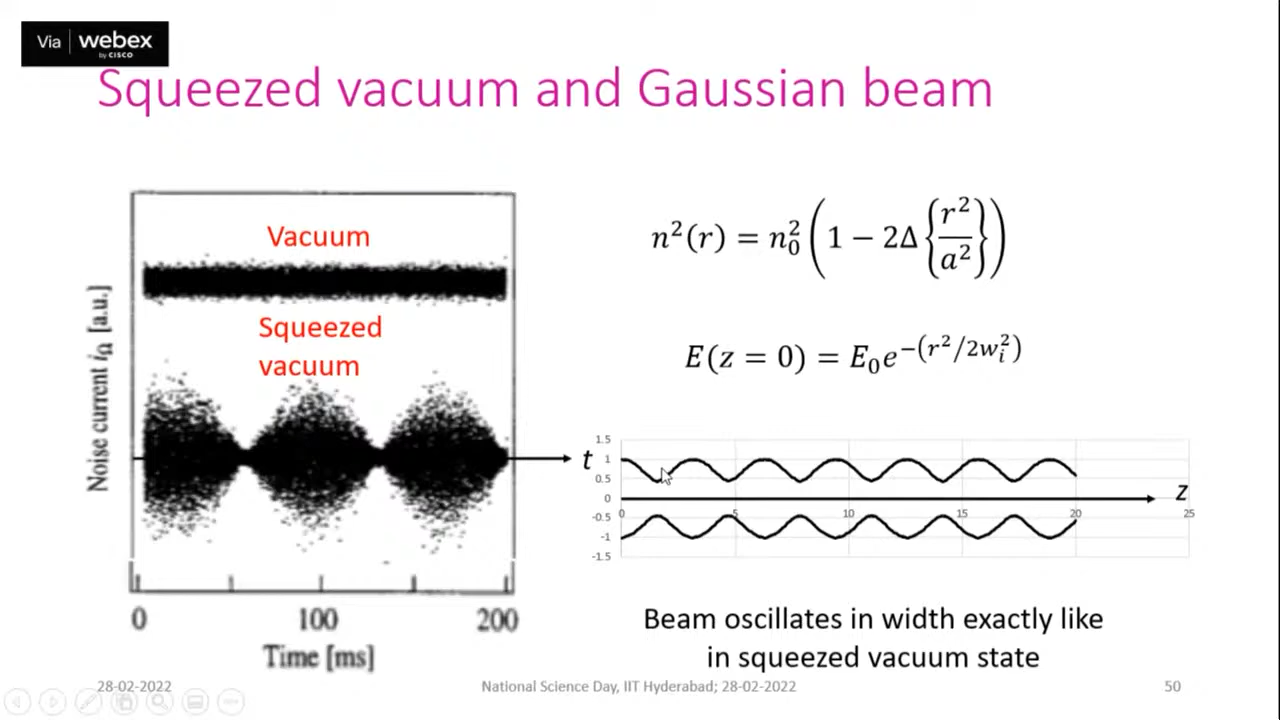 Via | webex
by CISCO
Squeezed vacuum and Gaussian beam
Vacuum
Squeezed
vacuum
Noise current i_Ω [a.u.]
t
0 100 200
Time [ms]
n²(r) = n₀² (1 − 2Δ {r²/a²})
E(z = 0) = E₀e^−(r²/2wᵢ²)
1.5
1
0.5
0
-0.5
-1
-1.5
0 5 10 15 20 25
z
Beam oscillates in width exactly like
in squeezed vacuum state
28-02-2022
National Science Day, IIT Hyderabad; 28-02-2022
50